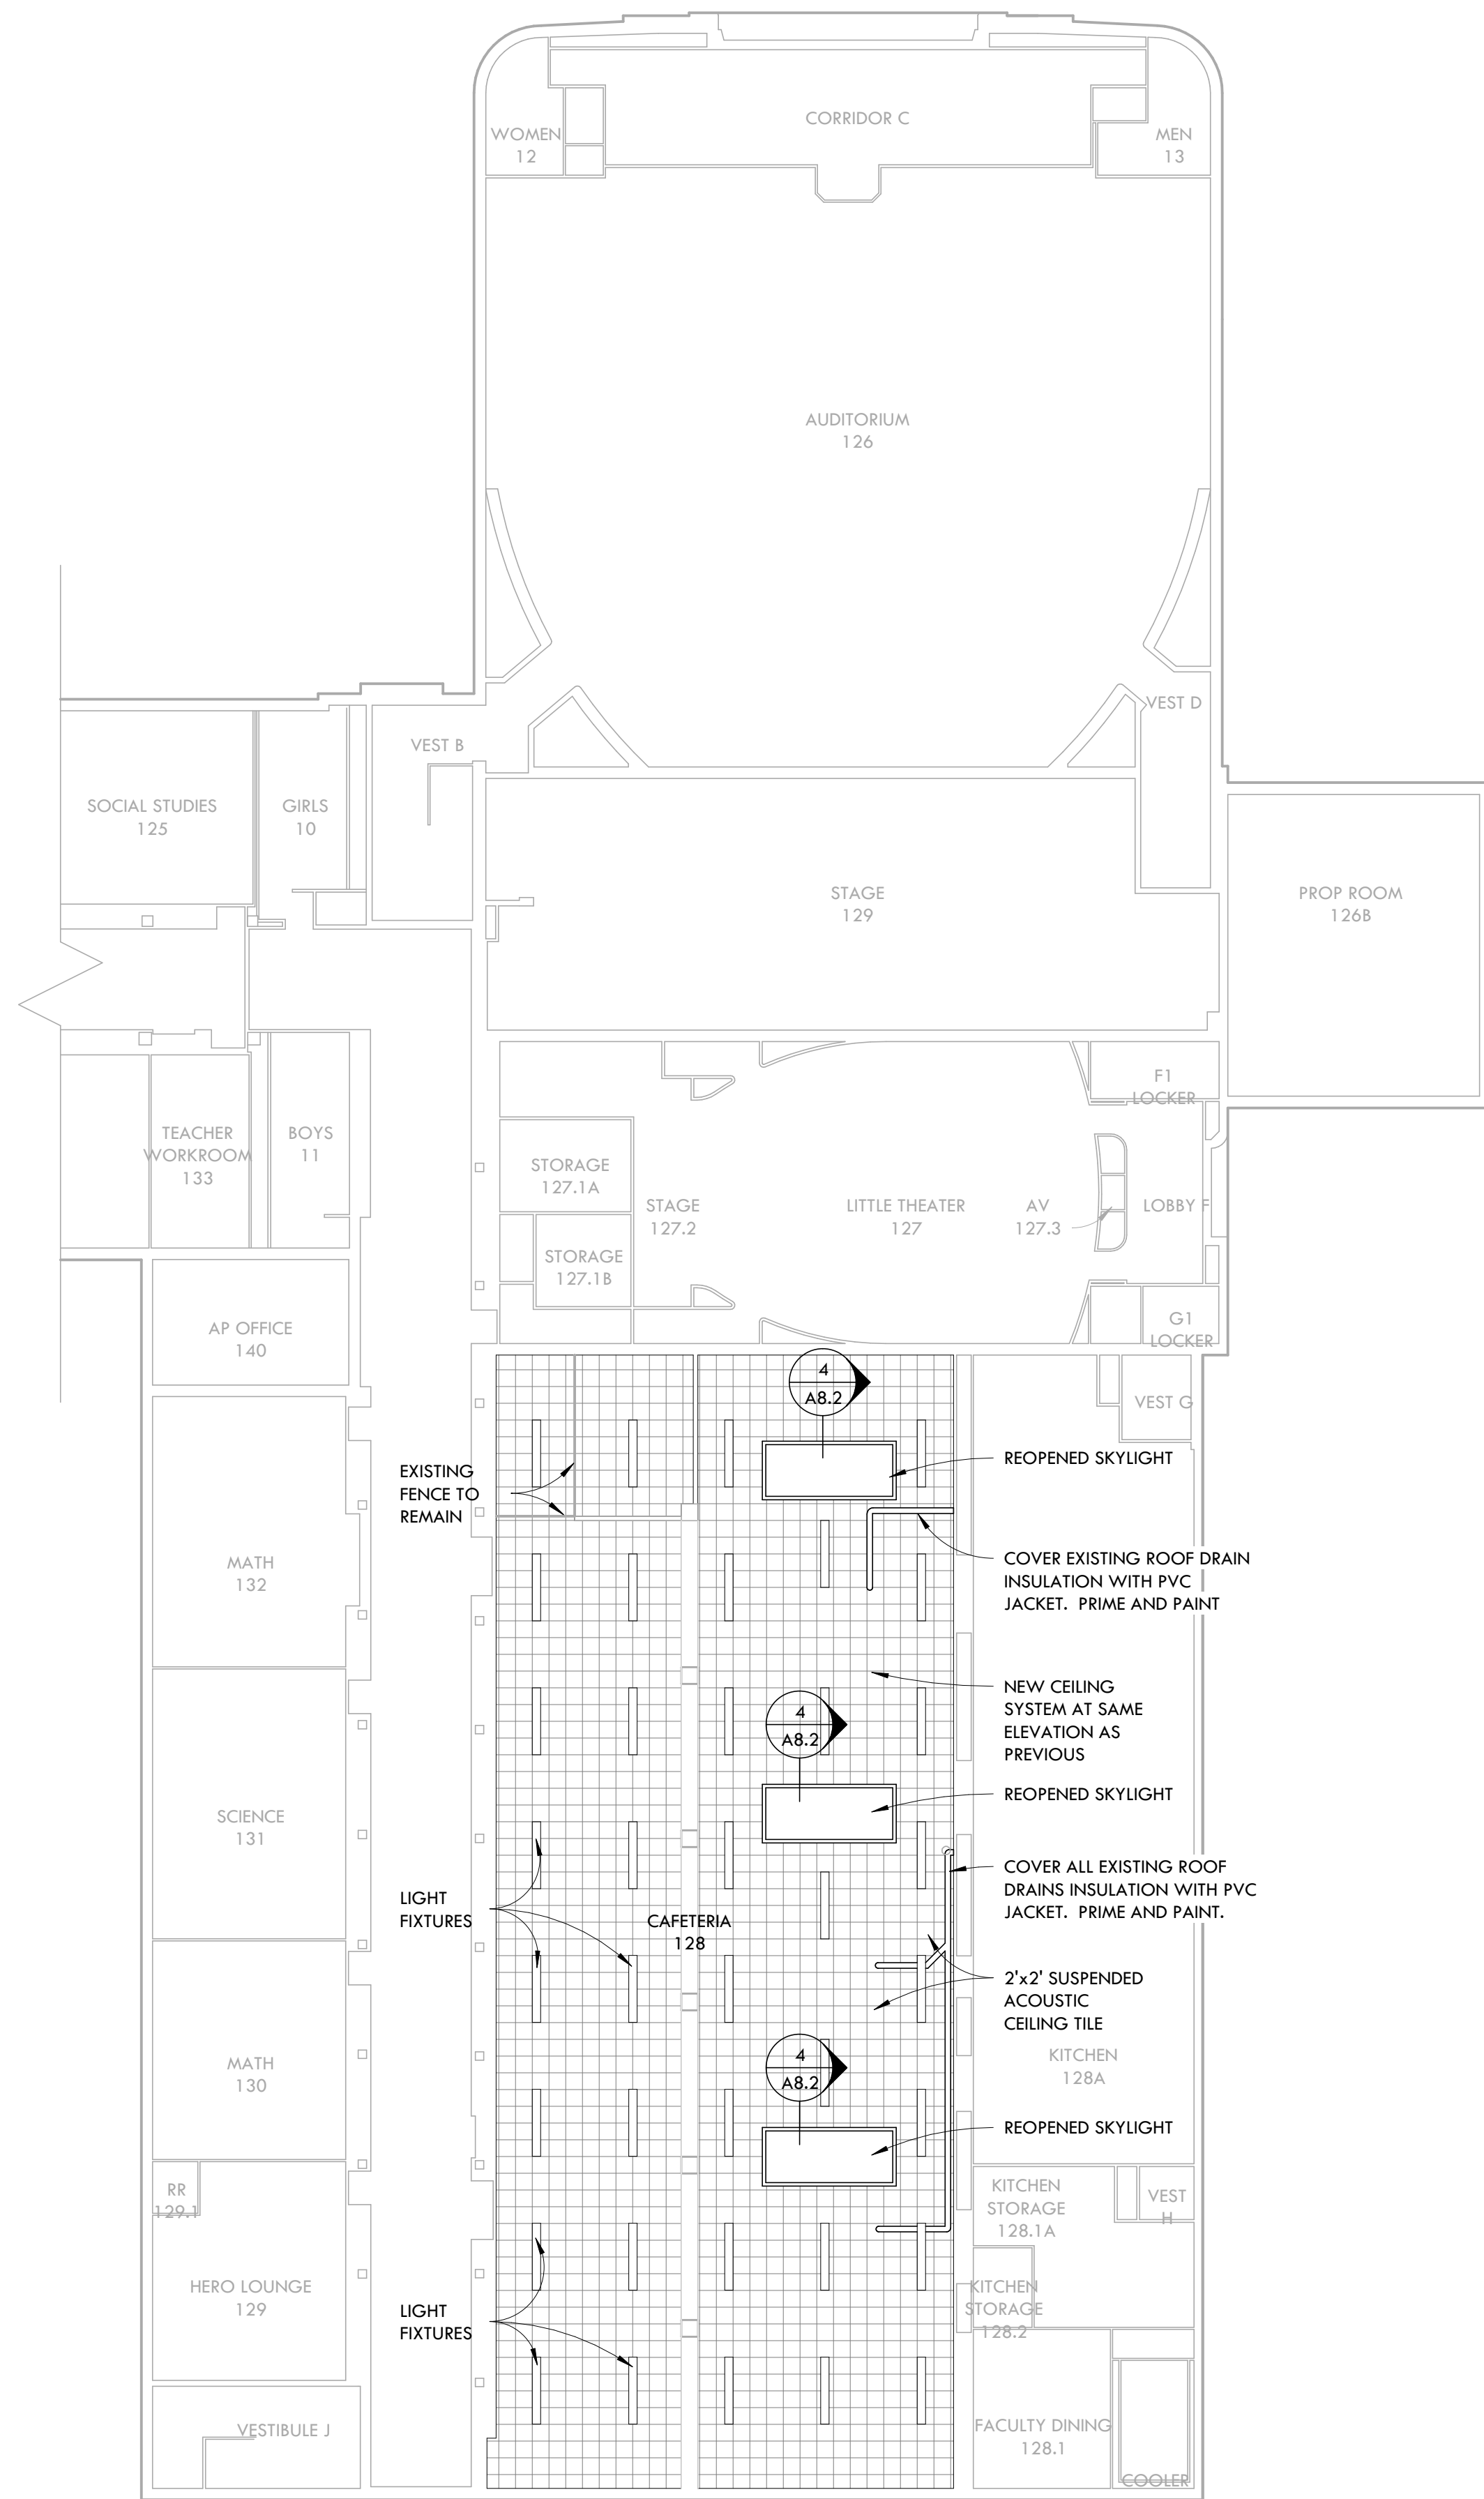 CORRIDOR C
WOMEN
12
MEN
13
AUDITORIUM
126
VEST D
VEST B
SOCIAL STUDIES
125
GIRLS
10
STAGE
129
PROP ROOM
126B
F1
LOCKER
TEACHER
WORKROOM
133
BOYS
11
STORAGE
127.1A
STAGE
127.2
LITTLE THEATER
127
AV
127.3
LOBBY F
STORAGE
127.1B
AP OFFICE
140
G1
LOCKER
4
A8.2
VEST G
EXISTING
FENCE TO
REMAIN
REOPENED SKYLIGHT
MATH
132
COVER EXISTING ROOF DRAIN
INSULATION WITH PVC
JACKET. PRIME AND PAINT
NEW CEILING
SYSTEM AT SAME
ELEVATION AS
PREVIOUS
4
A8.2
REOPENED SKYLIGHT
SCIENCE
131
COVER ALL EXISTING ROOF
DRAINS INSULATION WITH PVC
JACKET. PRIME AND PAINT.
LIGHT
FIXTURES
CAFETERIA
128
2'x2' SUSPENDED
ACOUSTIC
CEILING TILE
MATH
130
4
A8.2
KITCHEN
128A
REOPENED SKYLIGHT
RR
129.1
KITCHEN
STORAGE
128.1A
VEST
H
HERO LOUNGE
129
KITCHEN
STORAGE
128.2
LIGHT
FIXTURES
VESTIBULE J
FACULTY DINING
128.1
COOLER